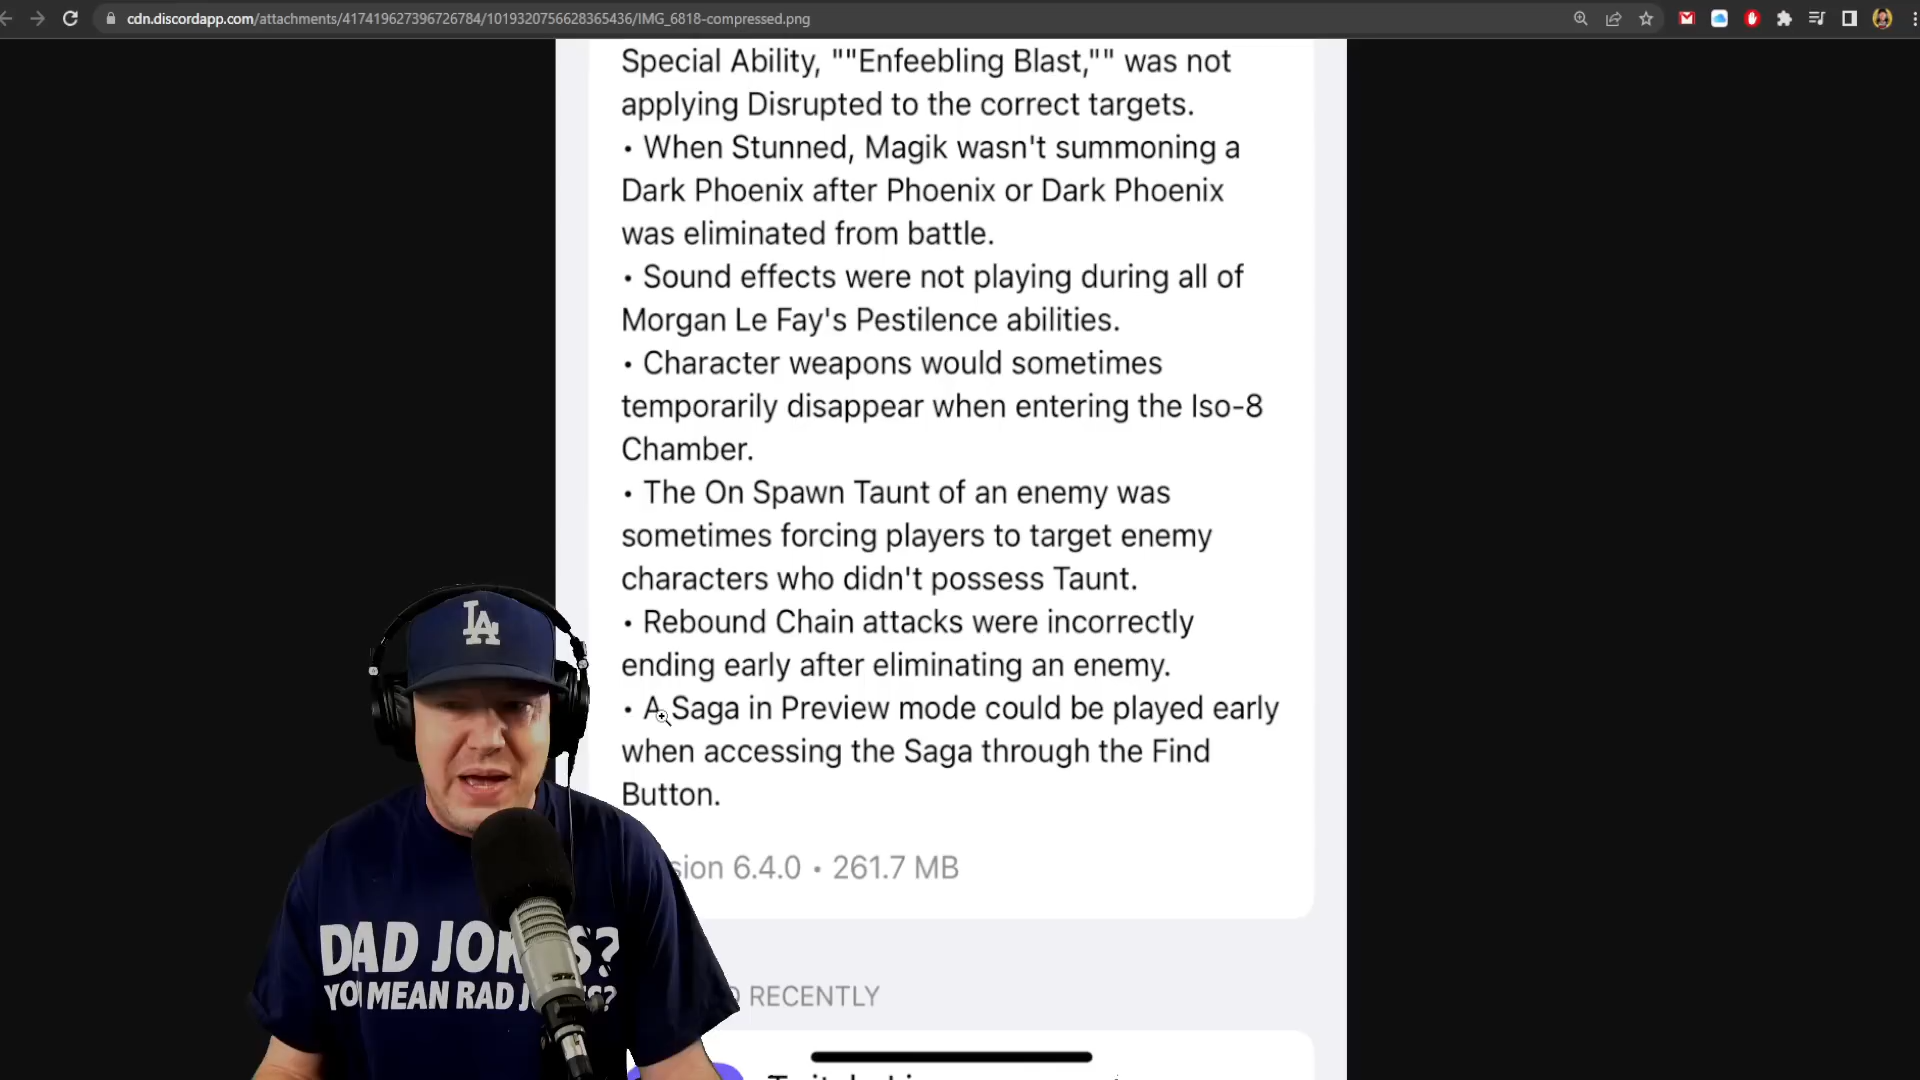 cdn.discordapp.com/attachments/417419627396726784/1019320756628365436/IMG_6818-compressed.png
Special Ability, ""Enfeebling Blast,"" was not
applying Disrupted to the correct targets.
• When Stunned, Magik wasn't summoning a
Dark Phoenix after Phoenix or Dark Phoenix
was eliminated from battle.
• Sound effects were not playing during all of
Morgan Le Fay's Pestilence abilities.
• Character weapons would sometimes
temporarily disappear when entering the Iso-8
Chamber.
• The On Spawn Taunt of an enemy was
sometimes forcing players to target enemy
characters who didn't possess Taunt.
• Rebound Chain attacks were incorrectly
ending early after eliminating an enemy.
• A Saga in Preview mode could be played early
when accessing the Saga through the Find
Button.
sion 6.4.0 • 261.7 MB
RECENTLY
LA
DAD JOK S?
YO MEAN RAD J S?